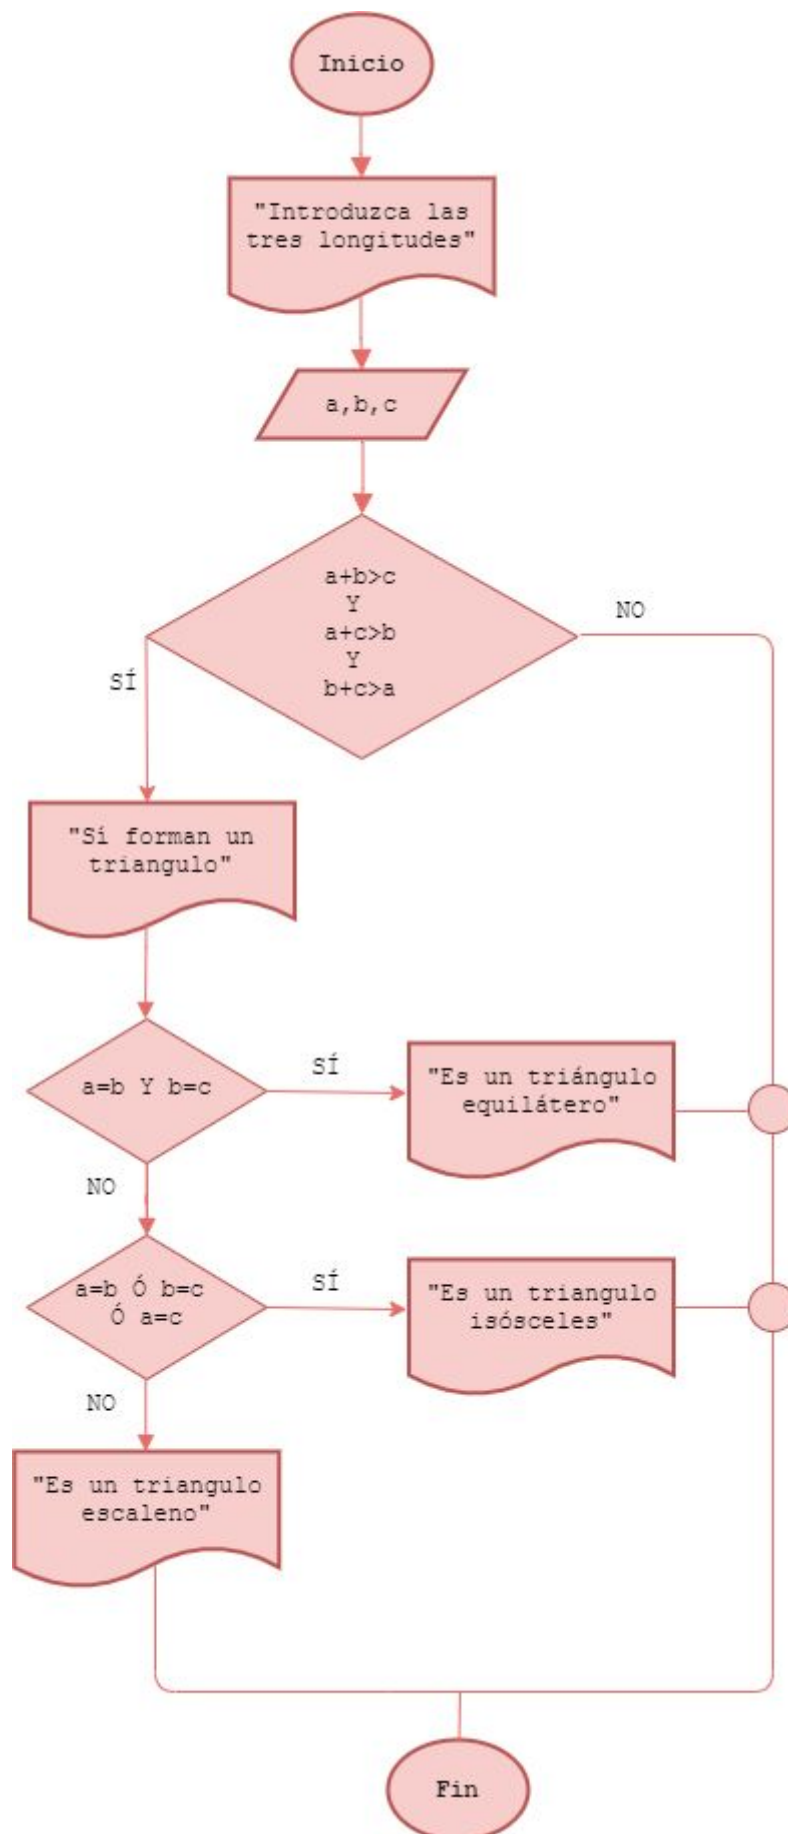 Inicio
"Introduzca las
tres longitudes"
a,b,c
a+b>c
Y
a+c>b
Y
b+c>a
NO
SÍ
"Sí forman un
triangulo"
a=b Y b=c
SÍ
"Es un triángulo
equilátero"
NO
a=b Ó b=c
Ó a=c
SÍ
"Es un triangulo
isósceles"
NO
"Es un triangulo
escaleno"
Fin